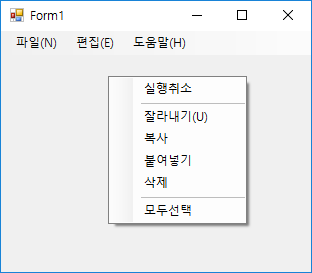 Form1
파일(N) 편집(E) 도움말(H)
실행취소
잘라내기(U)
복사
붙여넣기
삭제
모두선택